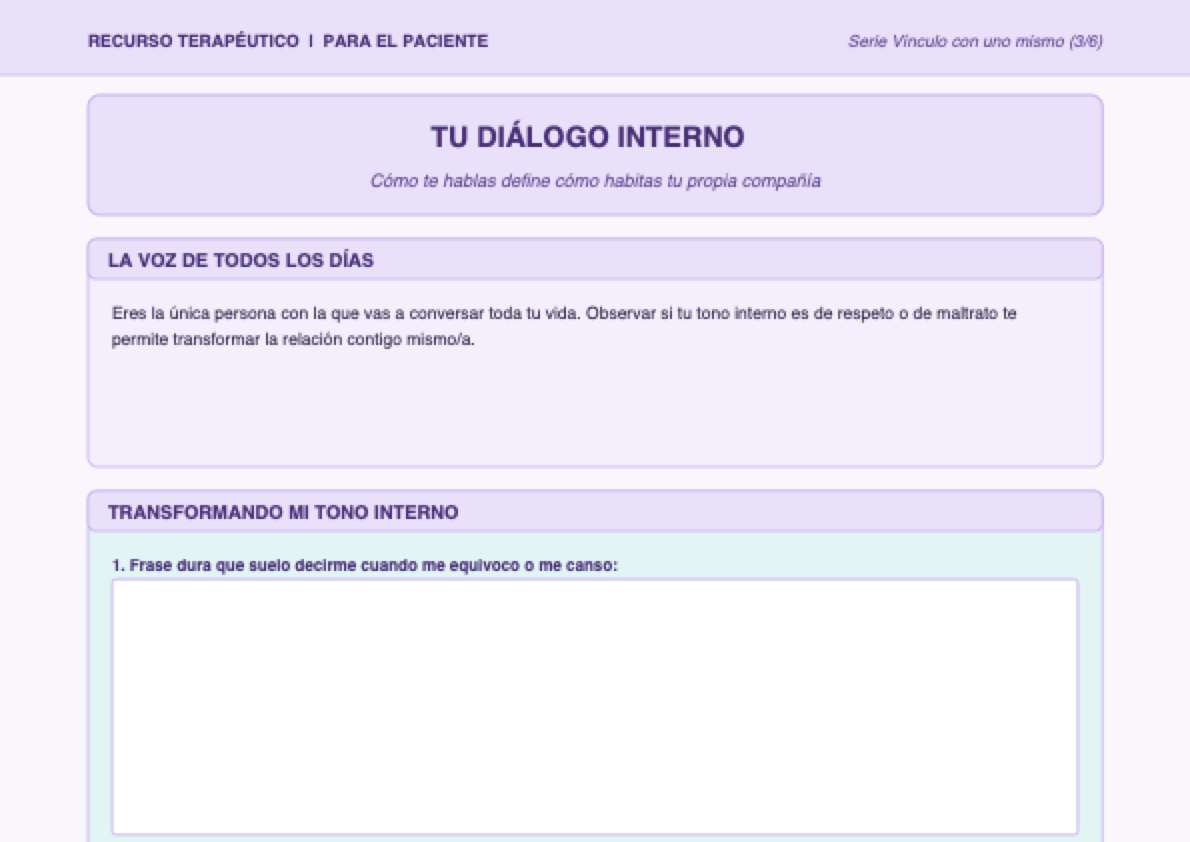 RECURSO TERAPÉUTICO | PARA EL PACIENTE
Serie Vínculo con uno mismo (3/6)
TU DIÁLOGO INTERNO
Cómo te hablas define cómo habitas tu propia compañía
LA VOZ DE TODOS LOS DÍAS
Eres la única persona con la que vas a conversar toda tu vida. Observar si tu tono interno es de respeto o de maltrato te
permite transformar la relación contigo mismo/a.
TRANSFORMANDO MI TONO INTERNO
1. Frase dura que suelo decirme cuando me equivoco o me canso: